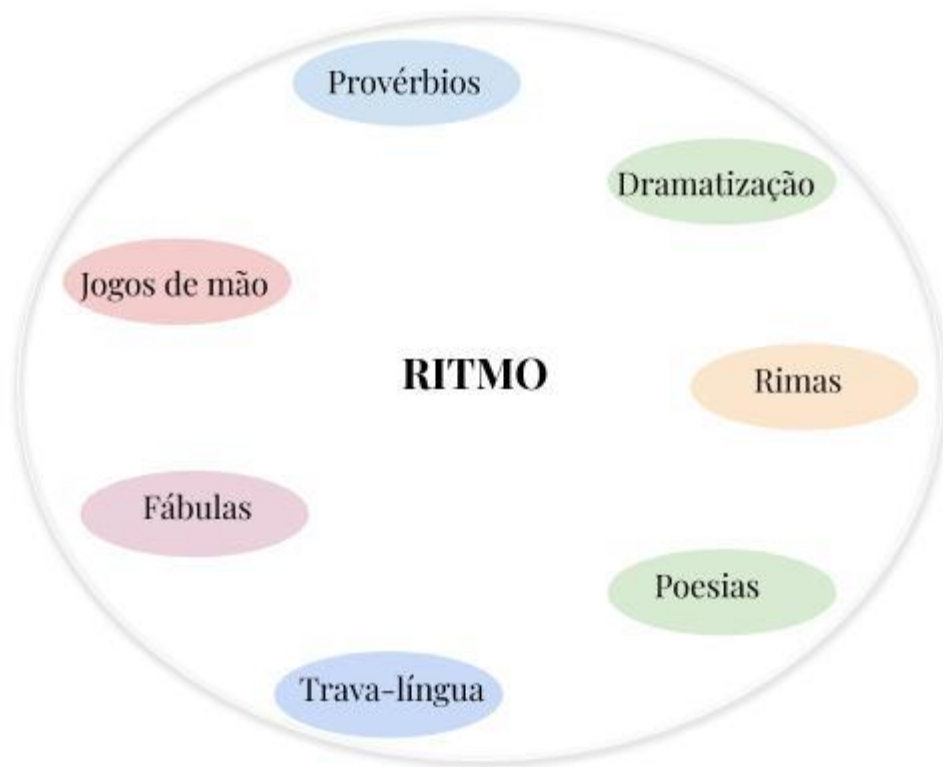 Provérbios
Dramatização
Jogos de mão
RITMO
Rimas
Fábulas
Poesias
Trava-língua